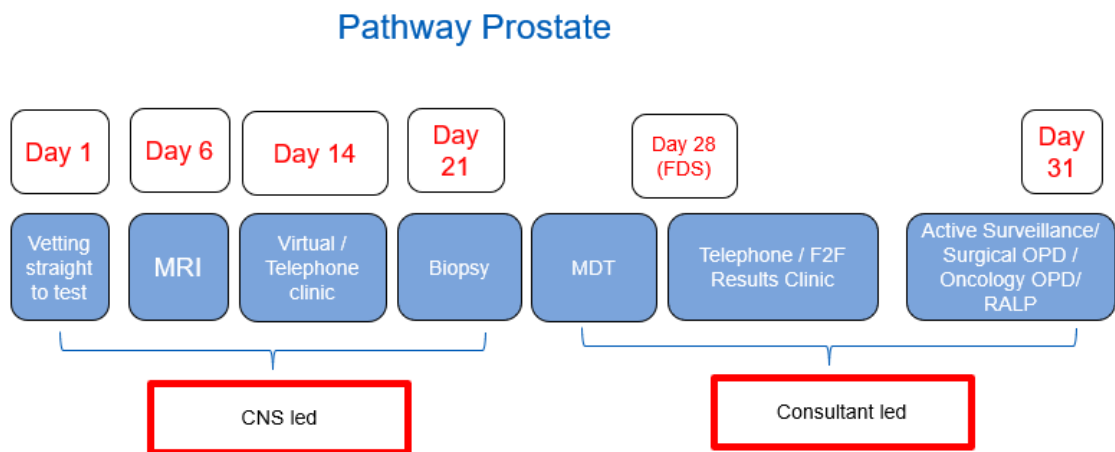 Pathway Prostate
Day 1
Day 6
Day 14
Day
21
Day 28
(FDS)
Day
31
Vetting
straight
to test
MRI
Virtual /
Telephone
clinic
Biopsy
MDT
Telephone / F2F
Results Clinic
Active Surveillance/
Surgical OPD /
Oncology OPD/
RALP
CNS led
Consultant led